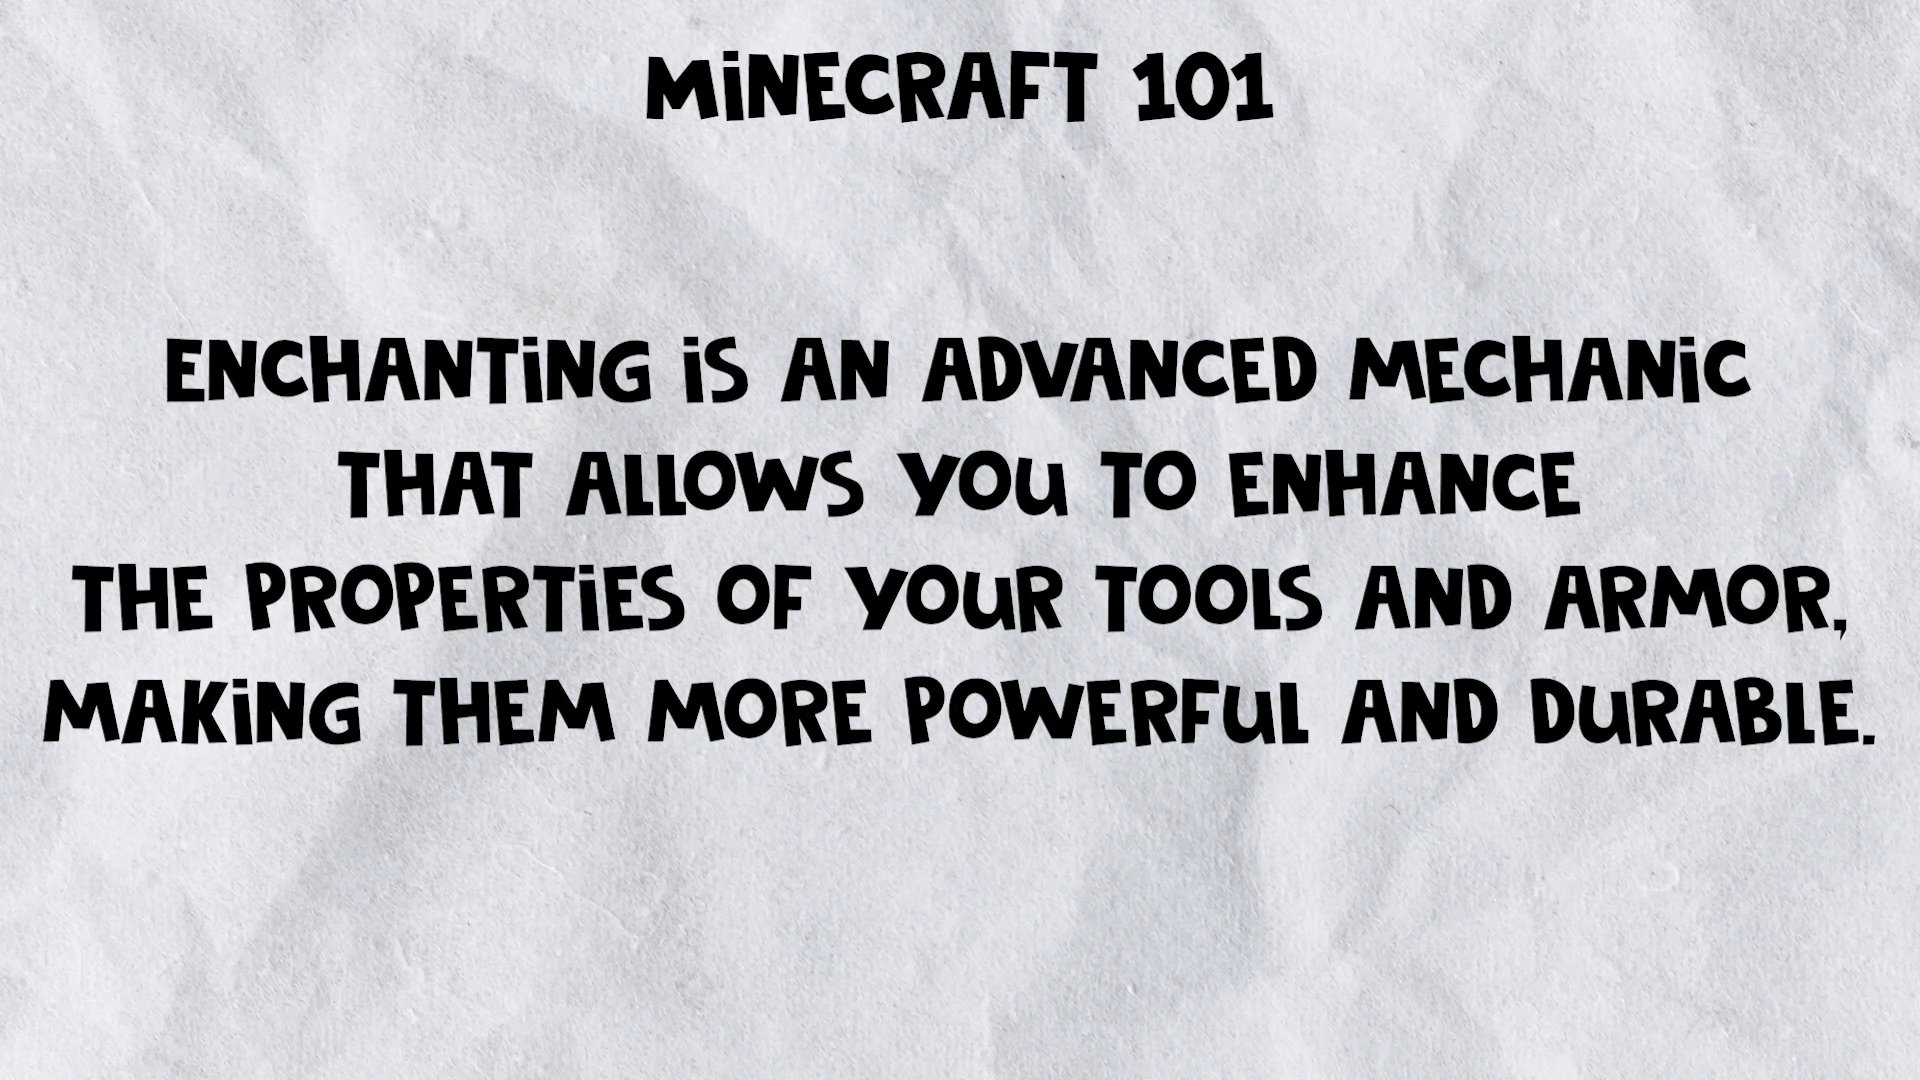 MINECRAFT 101
ENCHANTING IS AN ADVANCED MECHANIC
THAT ALLOWS YOU TO ENHANCE
THE PROPERTIES OF YOUR TOOLS AND ARMOR,
MAKING THEM MORE POWERFUL AND DURABLE.